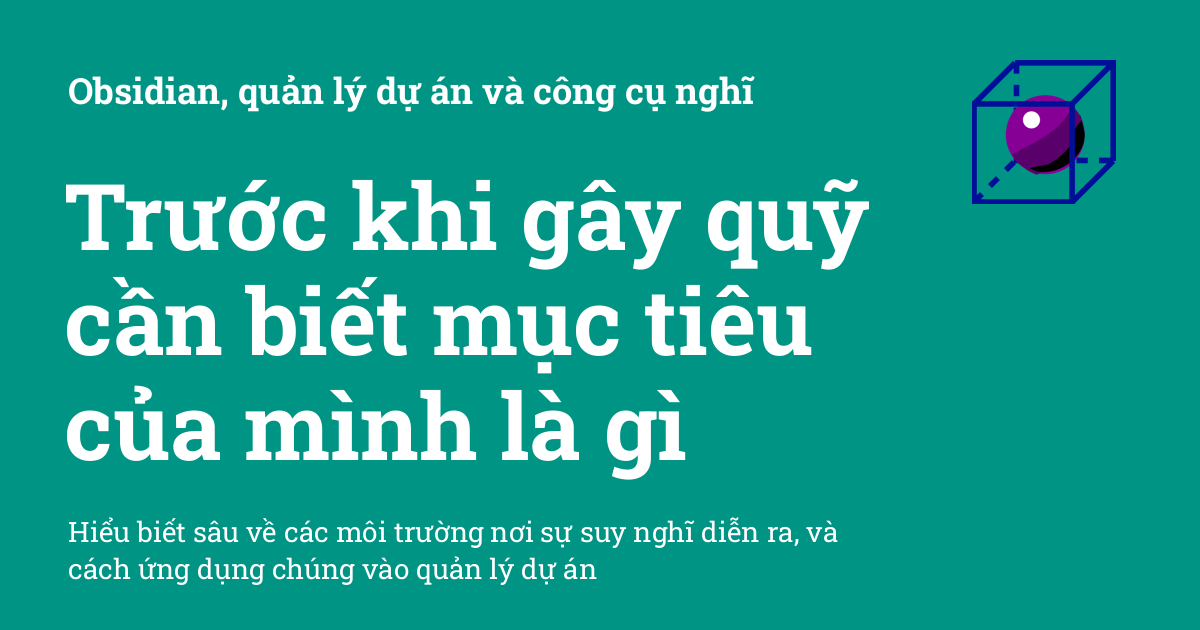 Obsidian, quản lý dự án và công cụ nghĩ
Trước khi gây quỹ
cần biết mục tiêu
của mình là gì
Hiểu biết sâu về các môi trường nơi sự suy nghĩ diễn ra, và
cách ứng dụng chúng vào quản lý dự án